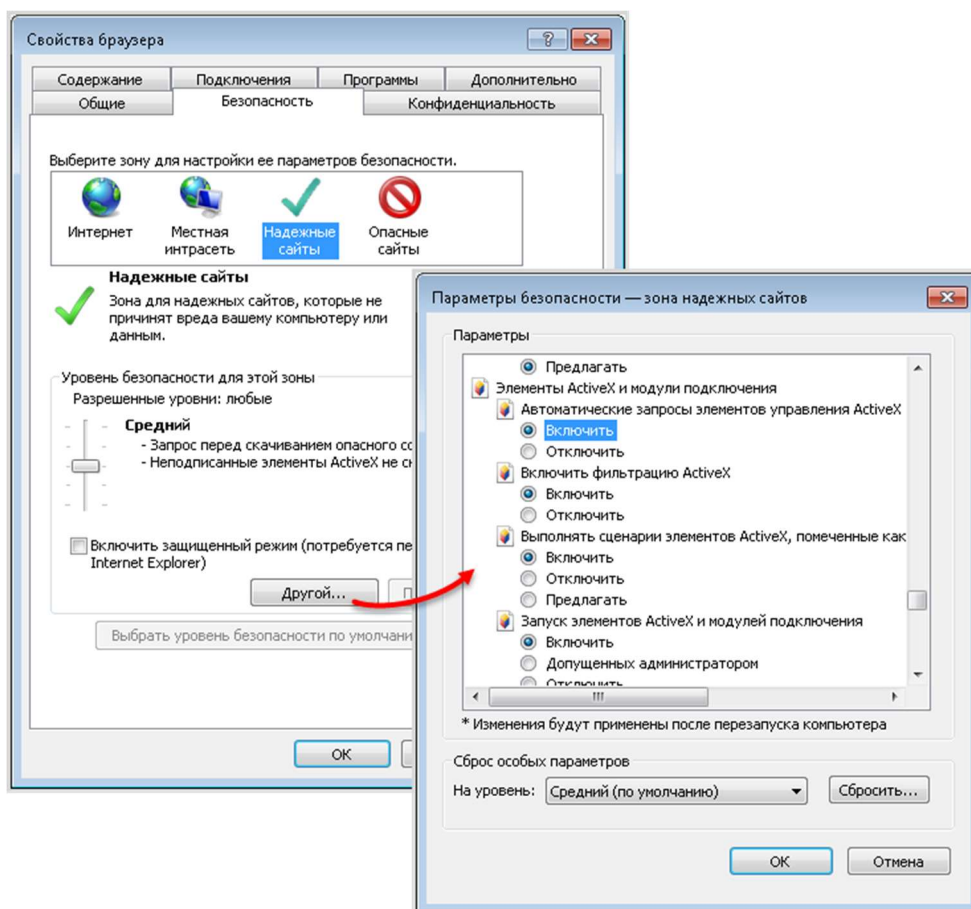 Свойства браузера
Содержание Подключения Программы Дополнительно
Общие Безопасность Конфиденциальность
Выберите зону для настройки ее параметров безопасности.
Интернет Местная интрасеть Надежные сайты Опасные сайты
Надежные сайты
Зона для надежных сайтов, которые не
причинят вреда вашему компьютеру или
данным.
Уровень безопасности для этой зоны
Разрешенные уровни: любые
Средний
- Запрос перед скачиванием опасного
- Неподписанные элементы ActiveX не
Включить защищенный режим (потребуется
Internet Explorer)
Другой...
Выбрать уровень безопасности по
OK
Параметры безопасности — зона надежных сайтов
Параметры
Предлагать
Элементы ActiveX и модули подключения
Автоматические запросы элементов управления ActiveX
Включить
Отключить
Включить фильтрацию ActiveX
Включить
Отключить
Выполнять сценарии элементов ActiveX, помеченные как
Включить
Отключить
Предлагать
Запуск элементов ActiveX и модулей подключения
Включить
Допущенных администратором
Отключить
* Изменения будут применены после перезапуска компьютера
Сброс особых параметров
На уровень: Средний (по умолчанию) Сбросить...
OK Отмена